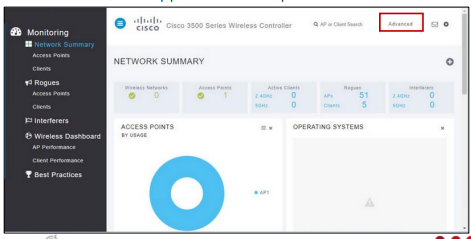 Monitoring
Network Summary
Access Points
Clients
Rogues
Access Points
Clients
Interferers
Wireless Dashboard
AP Performance
Client Performance
Best Practices
CISCO Cisco 3500 Series Wireless Controller
AP or Client Search
Advanced
NETWORK SUMMARY
Wireless Networks
Access Points
1
Active Clients
2.4GHz 0
5GHz 0
Rogues
APs 51
Clients 5
Interferers
2.4GHz 0
5GHz 0
ACCESS POINTS
BY USAGE
AP1
OPERATING SYSTEMS